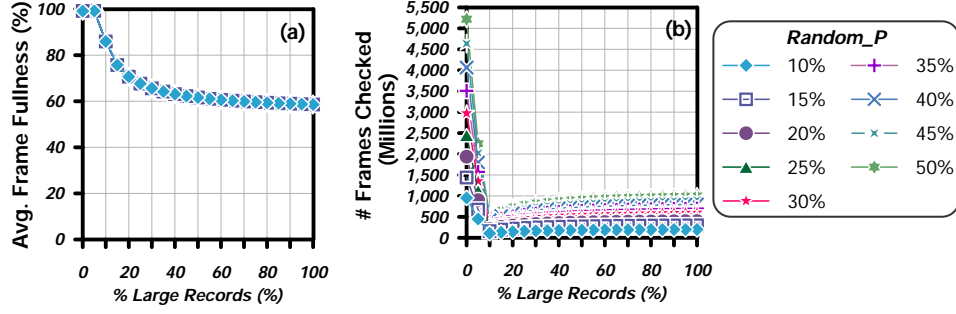 Avg. Frame Fullness (%)
100
80
60
40
20
0
(a)
0 20 40 60 80 100
% Large Records (%)
# Frames Checked
(Millions)
5,500
5,000
4,500
4,000
3,500
3,000
2,500
2,000
1,500
1,000
500
0
(b)
0 20 40 60 80 100
% Large Records (%)
Random_P
10% 35%
15% 40%
20% 45%
25% 50%
30%